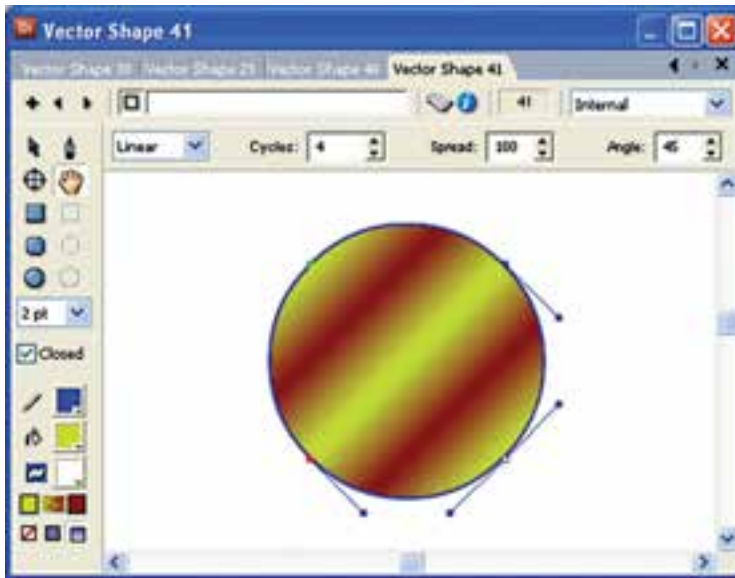 Vector Shape 41
Vector Shape 41
41 Internal
Linear Cycles: 4 Spread: 100 Angle: 45
2 pt
Closed